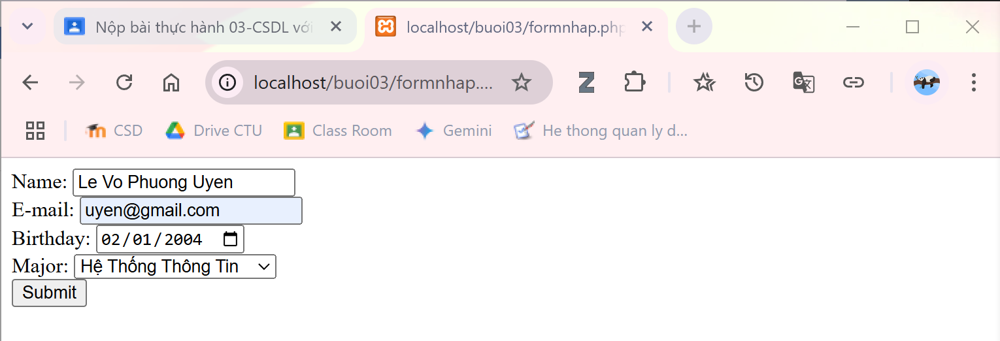 Nộp bài thực hành 03-CSDL với
localhost/buoi03/formnhap.php
localhost/buoi03/formnhap....
CSD
Drive CTU
Class Room
Gemini
He thong quan ly d...
Name: Le Vo Phuong Uyen
E-mail: uyen@gmail.com
Birthday: 02/01/2004
Major: Hệ Thống Thông Tin
Submit